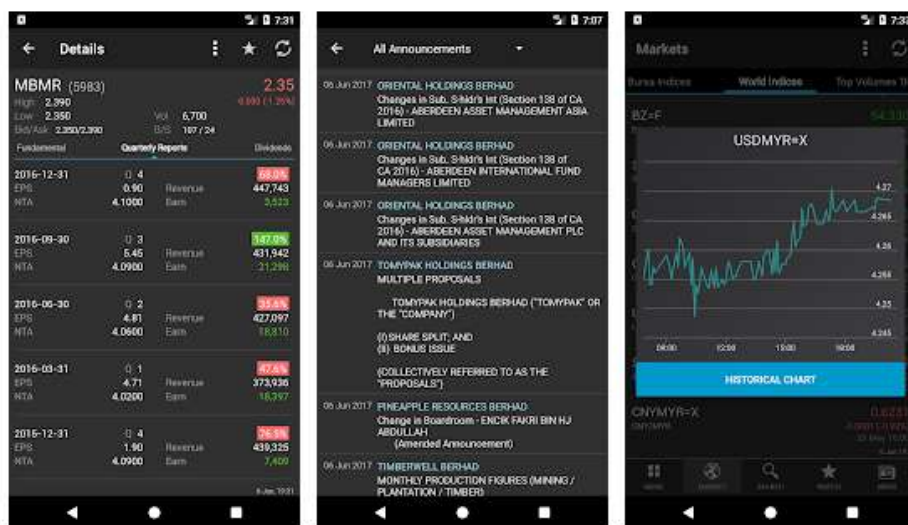 7:31
Details
MBMR (5983)
2.35
High 2.390
Low 2.350
Vol 6,700
Bid/Ask 2.350/2.390
B/S 107 / 24
Fundamental
Quarterly Reports
Dividends
2016-12-31
Q 4
68.0%
EPS 0.90 Revenue 447,743
NTA 4.1000 Earn 3,523
2016-09-30
Q 3
147.0%
EPS 5.45 Revenue 431,942
NTA 4.0900 Earn 21,298
2016-06-30
Q 2
35.6%
EPS 4.81 Revenue 427,097
NTA 4.0600 Earn 18,810
2016-03-31
Q 1
47.6%
EPS 4.71 Revenue 373,936
NTA 4.0200 Earn 18,397
2015-12-31
Q 4
EPS 1.90 Revenue 439,325
NTA 4.0900 Earn 7,409
7:07
All Announcements
06 Jun 2017 ORIENTAL HOLDINGS BERHAD
Changes in Sub. S-hldr's Int (Section 138 of CA
2016) - ABERDEEN ASSET MANAGEMENT ASIA
LIMITED
06 Jun 2017 ORIENTAL HOLDINGS BERHAD
Changes in Sub. S-hldr's Int (Section 138 of
CA 2016) - ABERDEEN INTERNATIONAL FUND
MANAGERS LIMITED
06 Jun 2017 ORIENTAL HOLDINGS BERHAD
Changes in Sub. S-hldr's Int (Section 138 of CA
2016) - ABERDEEN ASSET MANAGEMENT PLC
AND ITS SUBSIDIARIES
06 Jun 2017 TOMYPAK HOLDINGS BERHAD
MULTIPLE PROPOSALS
TOMYPAK HOLDINGS BERHAD ("TOMYPAK" OR
THE "COMPANY")
(I) SHARE SPLIT; AND
(II) BONUS ISSUE
(COLLECTIVELY REFERRED TO AS THE
"PROPOSALS")
06 Jun 2017 PINEAPPLE RESOURCES BERHAD
Change in Boardroom - ENCIK FAKRI BIN HJ
ABDULLAH
(Amended Announcement)
06 Jun 2017 TIMBERWELL BERHAD
MONTHLY PRODUCTION FIGURES (MINING /
PLANTATION / TIMBER)
Markets
Bursa Indices
World Indices
Top Volumes
BZ=F
USDMYR=X
4.27
4.265
4.26
4.255
4.25
4.245
09:00 12:00 15:00 18:00
HISTORICAL CHART
CNYMYR=X